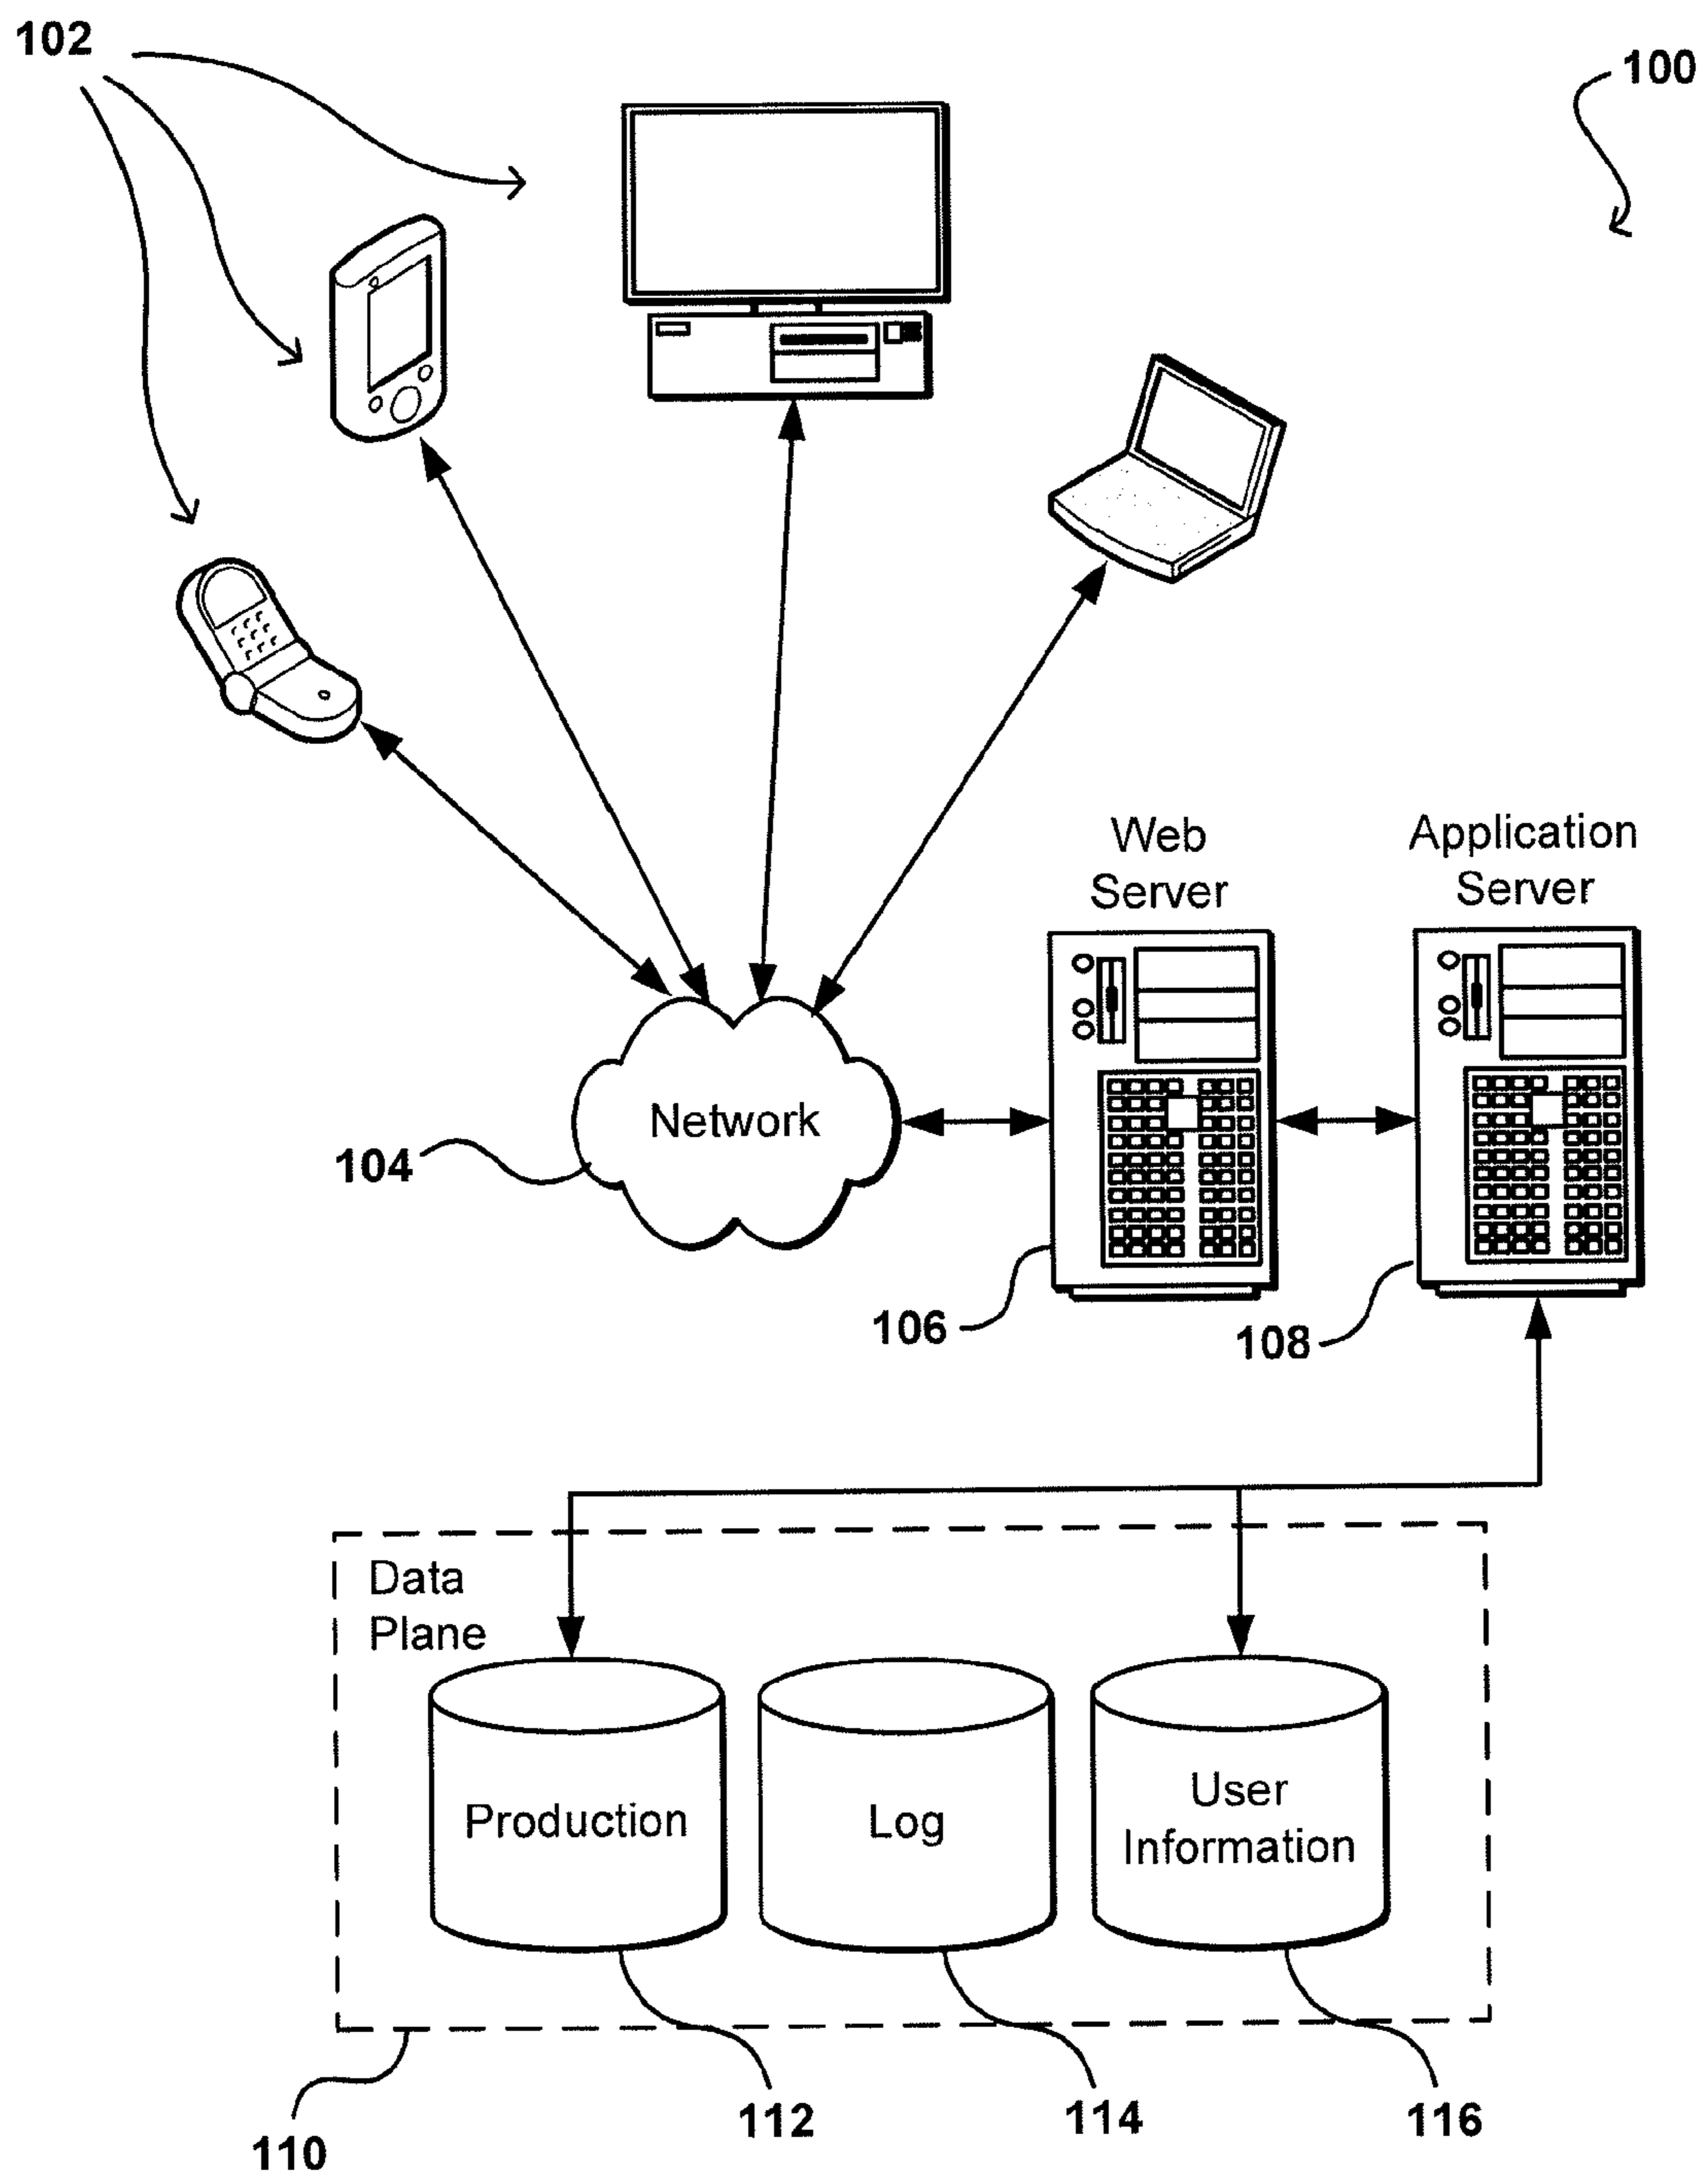 102
100
Web
Server
Application
Server
Network
104
106
108
Data
Plane
Production
Log
User
Information
110
112
114
116